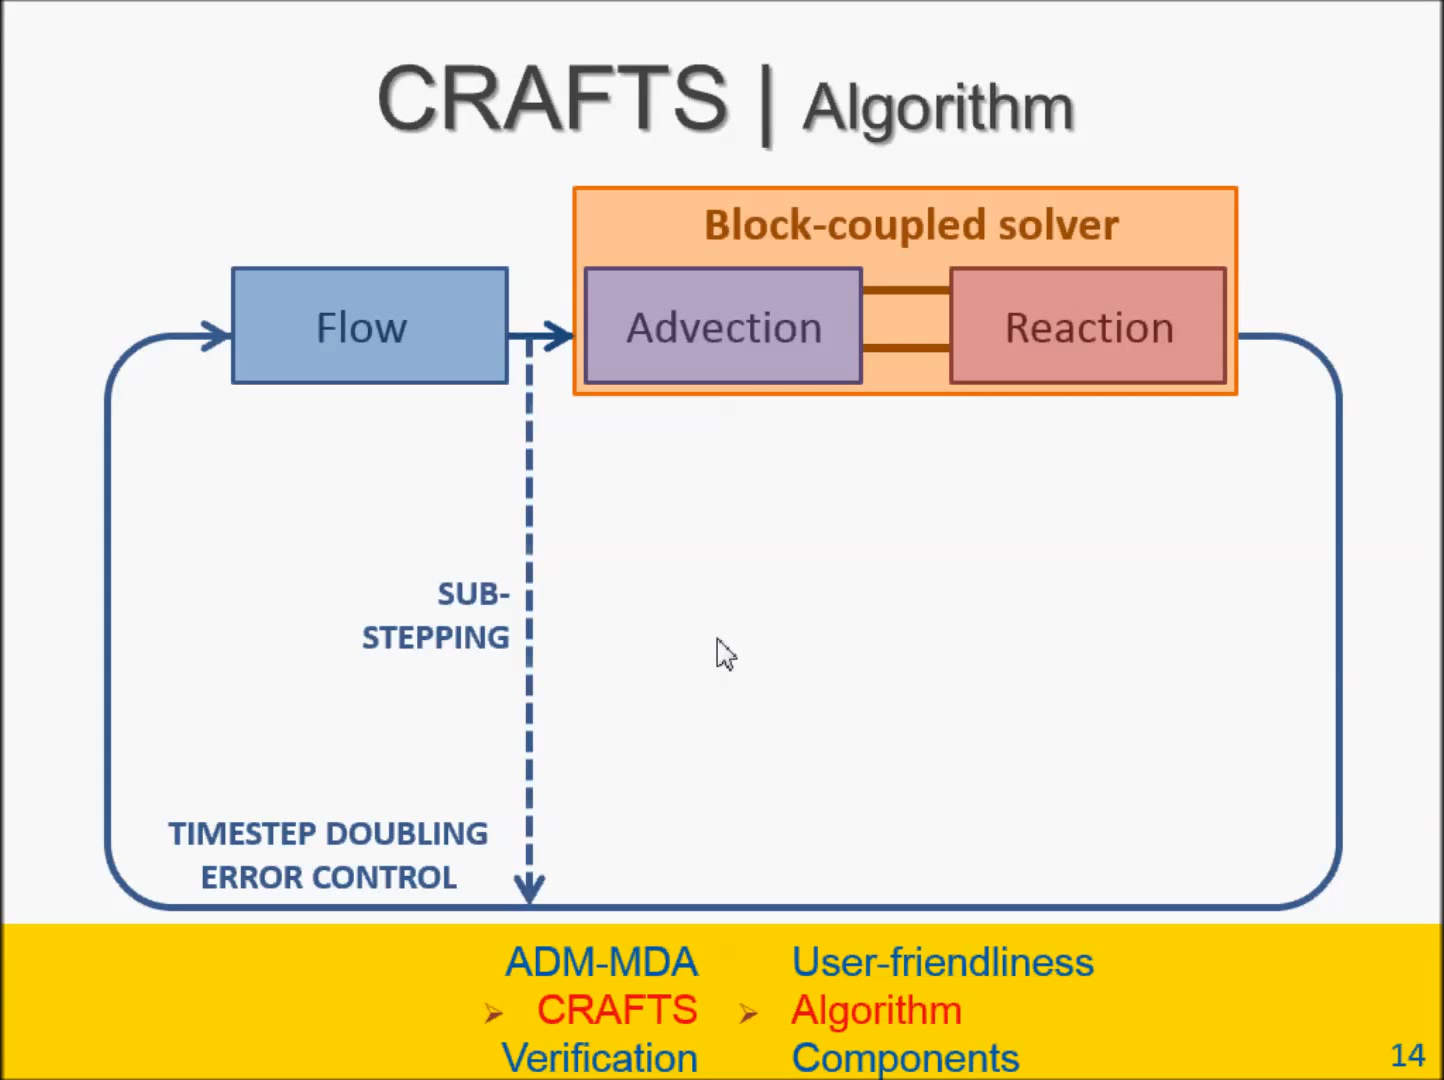 CRAFTS | Algorithm
Block-coupled solver
Flow
Advection
Reaction
SUB-
STEPPING
TIMESTEP DOUBLING
ERROR CONTROL
ADM-MDA
User-friendliness
➢ CRAFTS
➢ Algorithm
Verification
Components
14